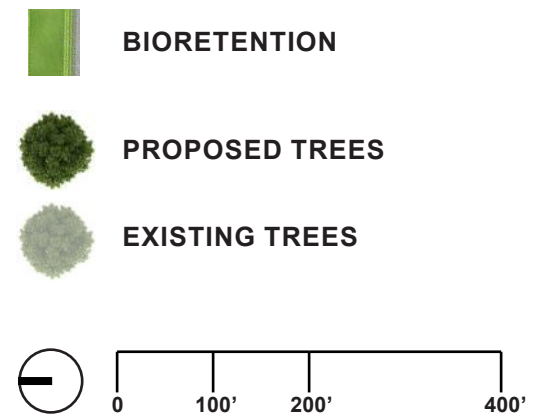 BIORETENTION
PROPOSED TREES
EXISTING TREES
0 100’ 200’ 400’